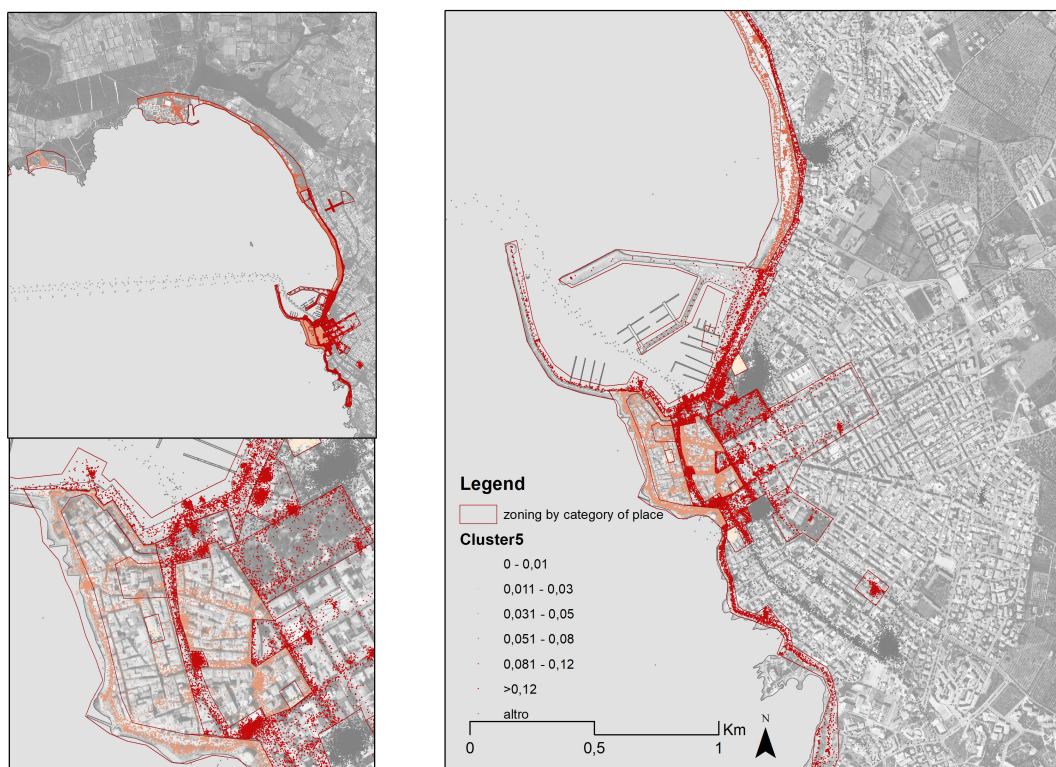 Legend
zoning by category of place
Cluster5
0 - 0,01
0,011 - 0,03
0,031 - 0,05
0,051 - 0,08
0,081 - 0,12
>0,12
altro
Km
0 0,5 1
N